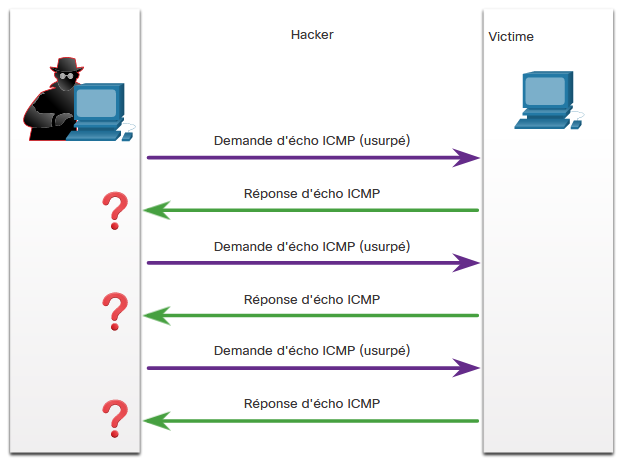 Hacker
Victime
Demande d'écho ICMP (usurpé)
Réponse d'écho ICMP
Demande d'écho ICMP (usurpé)
Réponse d'écho ICMP
Demande d'écho ICMP (usurpé)
Réponse d'écho ICMP